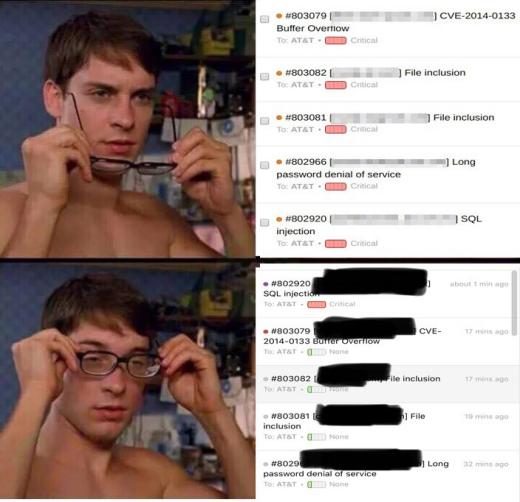 #803079 [ ] CVE-2014-0133
Buffer Overflow
To: AT&T • Critical
#803082 [ ] File inclusion
To: AT&T • Critical
#803081 [ ] File inclusion
To: AT&T • Critical
#802966 [ ] Long
password denial of service
To: AT&T • Critical
#802920 [ ] SQL
injection
To: AT&T • Critical
#802920 ] about 1 min ago
SQL injection
To: AT&T • Critical
#803079 [ CVE- 17 mins ago
2014-0133 Buffer Overflow
To: AT&T • None
#803082 [ File inclusion 17 mins ago
To: AT&T • None
#803081 [ ] File 19 mins ago
inclusion
To: AT&T • None
] Long 32 mins ago
password denial of service
To: AT&T • None